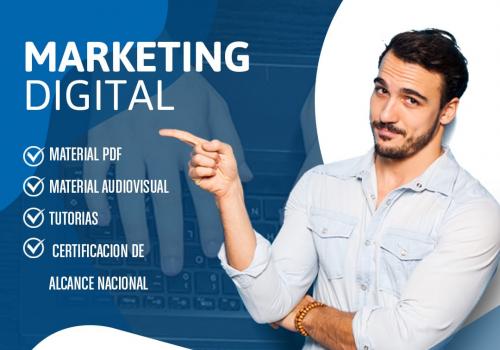 MARKETING
DIGITAL
MATERIAL PDF
MATERIAL AUDIOVISUAL
TUTORIAS
CERTIFICACION DE
ALCANCE NACIONAL